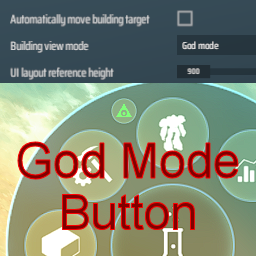 Automatically move building target
Building view mode
God mode
UI layout reference height
900
God Mode
Button